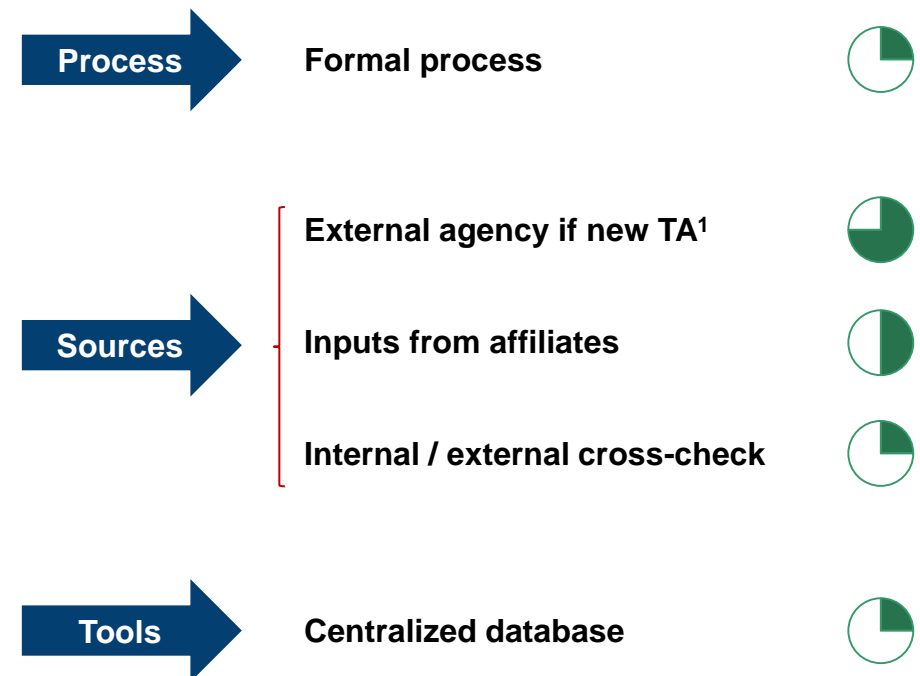 Process
Formal process
External agency if new TA¹
Sources
Inputs from affiliates
Internal / external cross-check
Tools
Centralized database